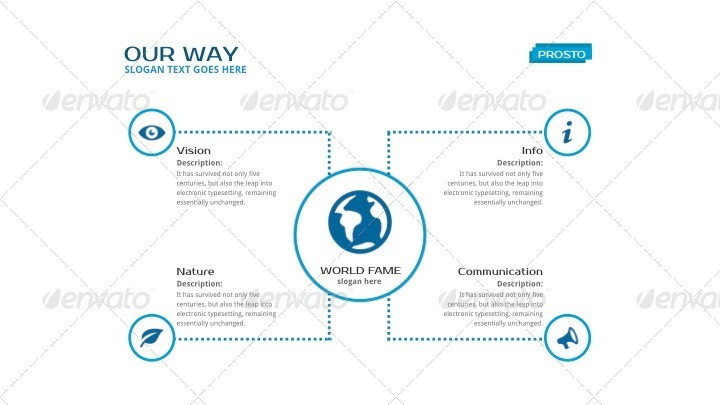 OUR WAY
SLOGAN TEXT GOES HERE
PROSTO
envato envato envato envato
Vision
Description:
It has survived not only five
centuries, but also the leap into
electronic typesetting, remaining
essentially unchanged.
Info
Description:
It has survived not only five
centuries, but also the leap into
electronic typesetting, remaining
essentially unchanged.
i
WORLD FAME
slogan here
Nature
Description:
It has survived not only five
centuries, but also the leap into
electronic typesetting, remaining
essentially unchanged.
Communication
Description:
It has survived not only five
centuries, but also the leap into
electronic typesetting, remaining
essentially unchanged.
envato envato envato envato